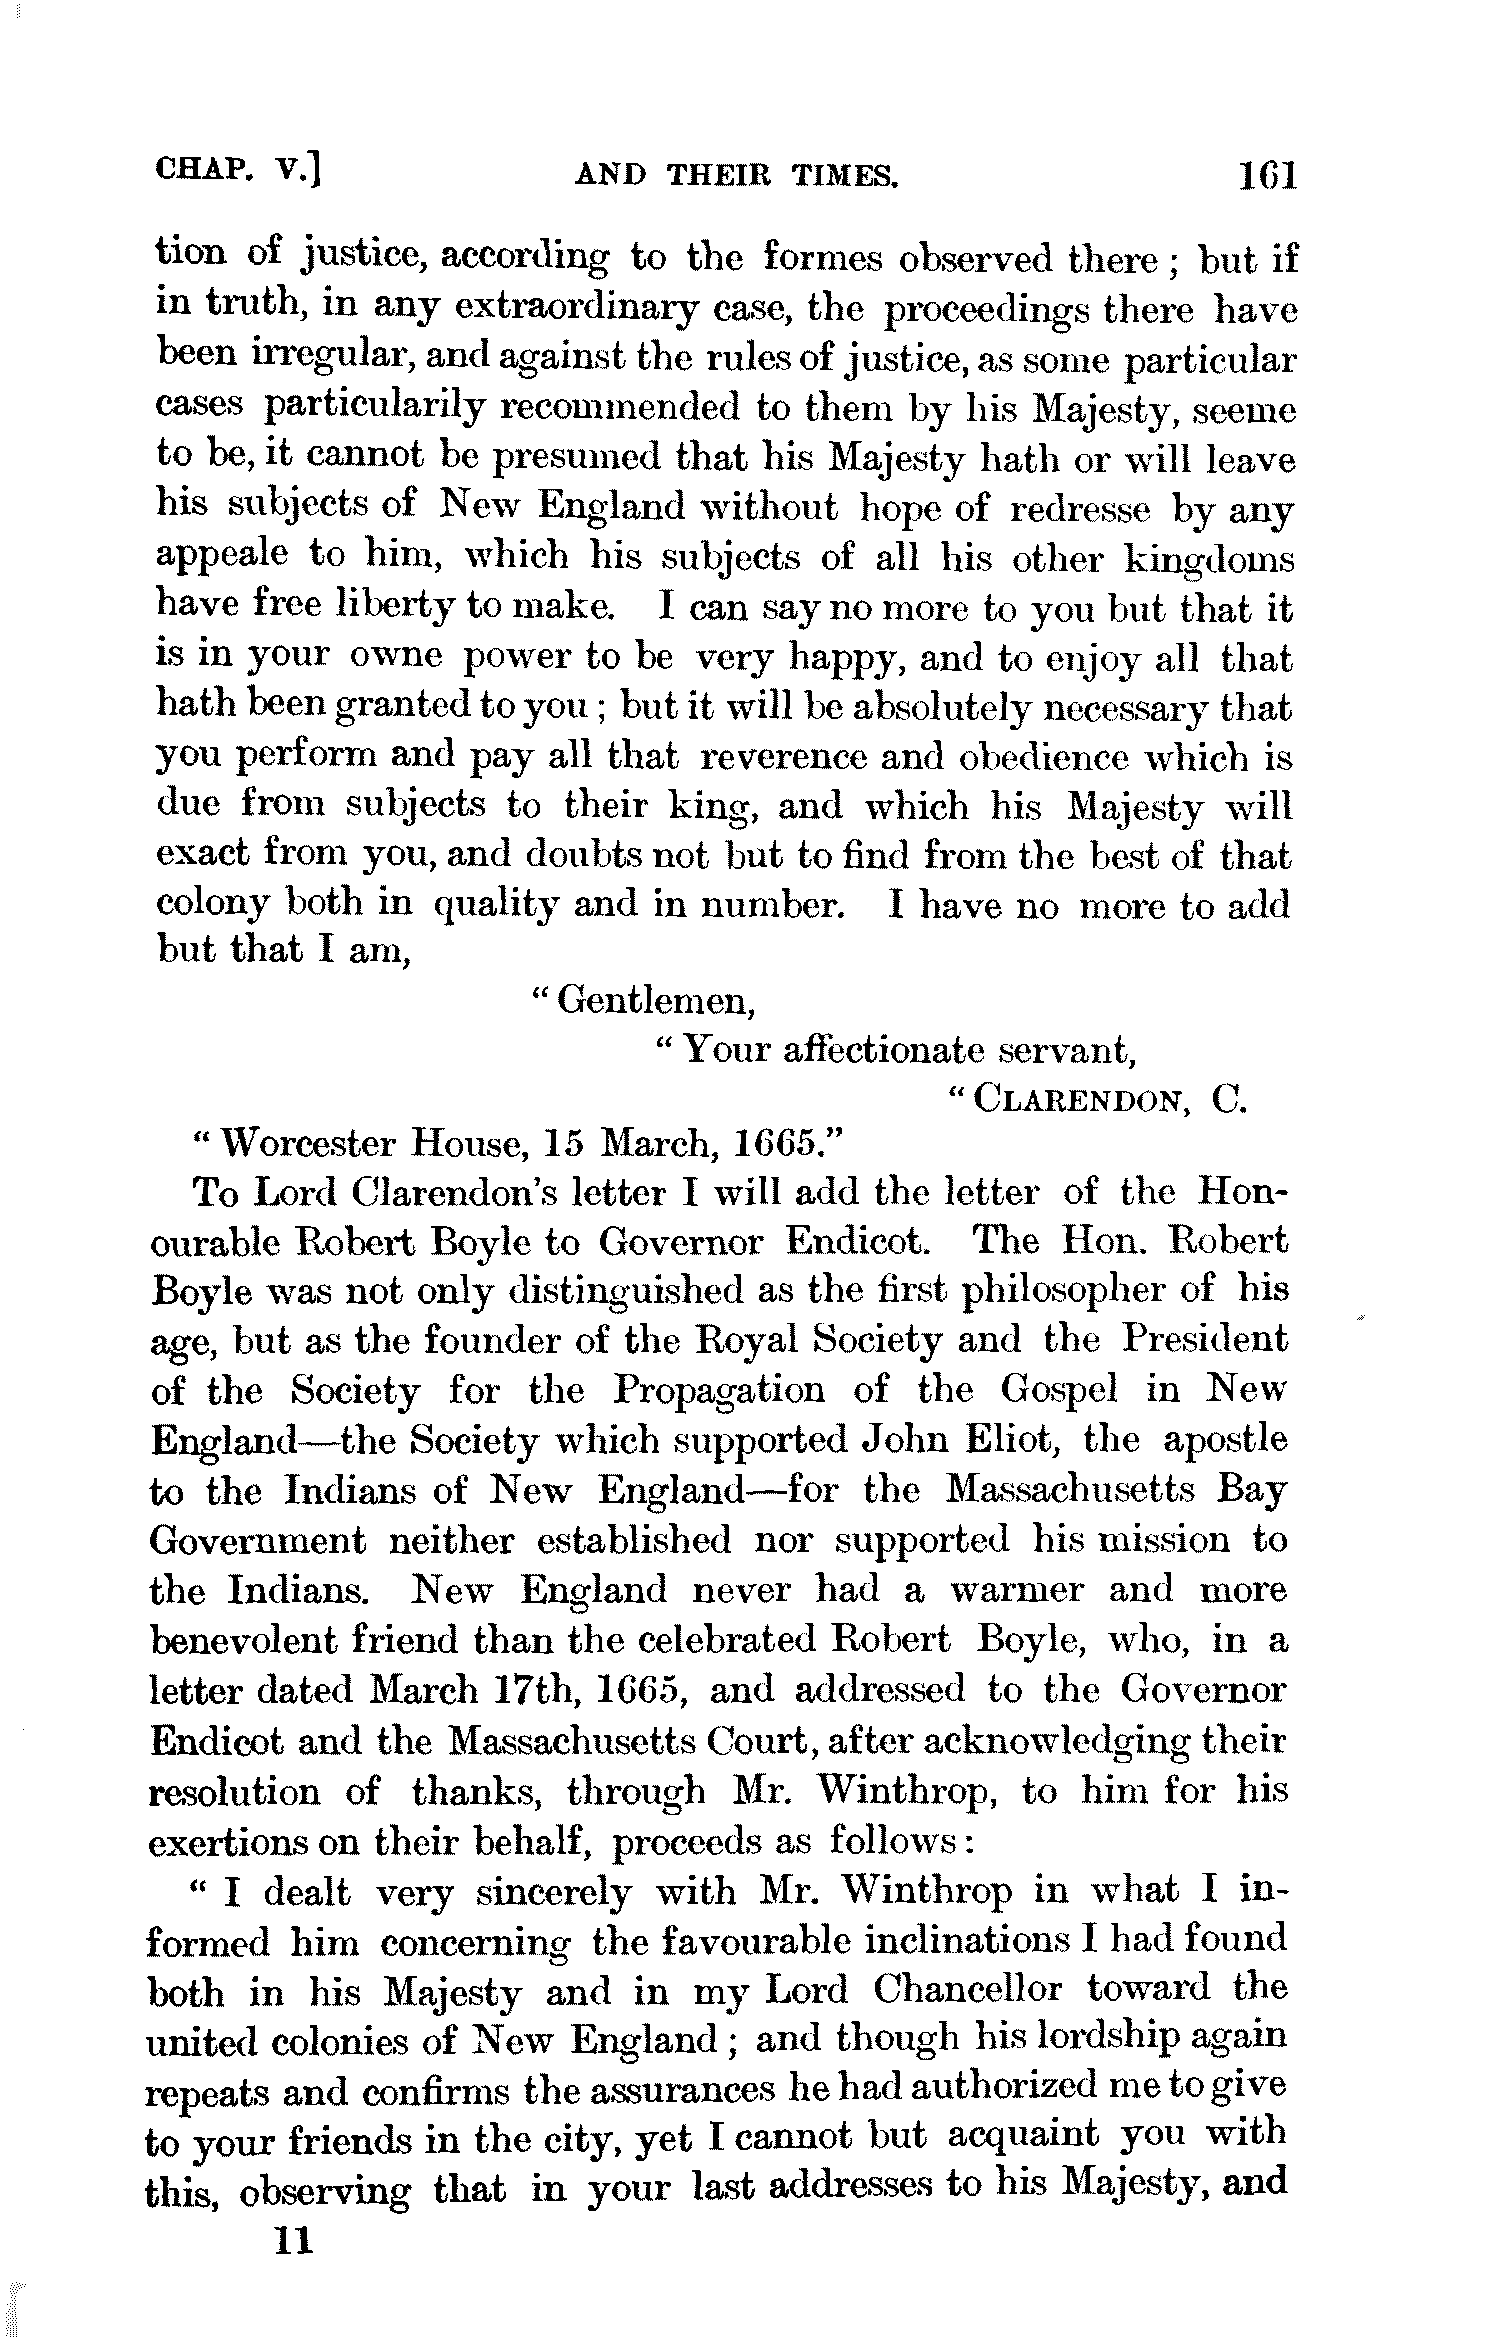 CHAP. V.] AND THEIR TIMES. 161
tion of justice, according to the formes observed there ; but if
in truth, in any extraordinary case, the proceedings there have
been irregular, and against the rules of justice, as some particular
cases particularily recommended to them by his Majesty, seeme
to be, it cannot be presumed that his Majesty hath or will leave
his subjects of New England without hope of redresse by any
appeale to him, which his subjects of all his other kingdoms
have free liberty to make. I can say no more to you but that it
is in your owne power to be very happy, and to enjoy all that
hath been granted to you ; but it will be absolutely necessary that
you perform and pay all that reverence and obedience which is
due from subjects to their king, and which his Majesty will
exact from you, and doubts not but to find from the best of that
colony both in quality and in number. I have no more to add
but that I am,
“ Gentlemen,
“ Your affectionate servant,
“ CLARENDON, C.
“ Worcester House, 15 March, 1665.”
To Lord Clarendon's letter I will add the letter of the Hon-
ourable Robert Boyle to Governor Endicot. The Hon. Robert
Boyle was not only distinguished as the first philosopher of his
age, but as the founder of the Royal Society and the President
of the Society for the Propagation of the Gospel in New
England—the Society which supported John Eliot, the apostle
to the Indians of New England—for the Massachusetts Bay
Government neither established nor supported his mission to
the Indians. New England never had a warmer and more
benevolent friend than the celebrated Robert Boyle, who, in a
letter dated March 17th, 1665, and addressed to the Governor
Endicot and the Massachusetts Court, after acknowledging their
resolution of thanks, through Mr. Winthrop, to him for his
exertions on their behalf, proceeds as follows :
“ I dealt very sincerely with Mr. Winthrop in what I in-
formed him concerning the favourable inclinations I had found
both in his Majesty and in my Lord Chancellor toward the
united colonies of New England ; and though his lordship again
repeats and confirms the assurances he had authorized me to give
to your friends in the city, yet I cannot but acquaint you with
this, observing that in your last addresses to his Majesty, and
11